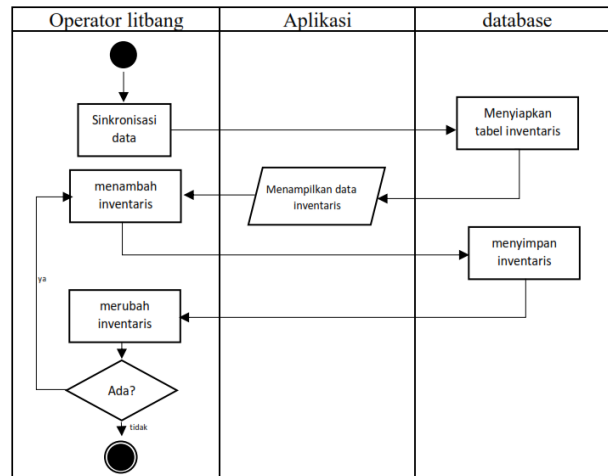 Operator litbang
Aplikasi
database
Sinkronisasi
data
Menyiapkan
tabel inventaris
menambah
inventaris
Menampilkan data
inventaris
menyimpan
inventaris
ya
merubah
inventaris
Ada?
tidak